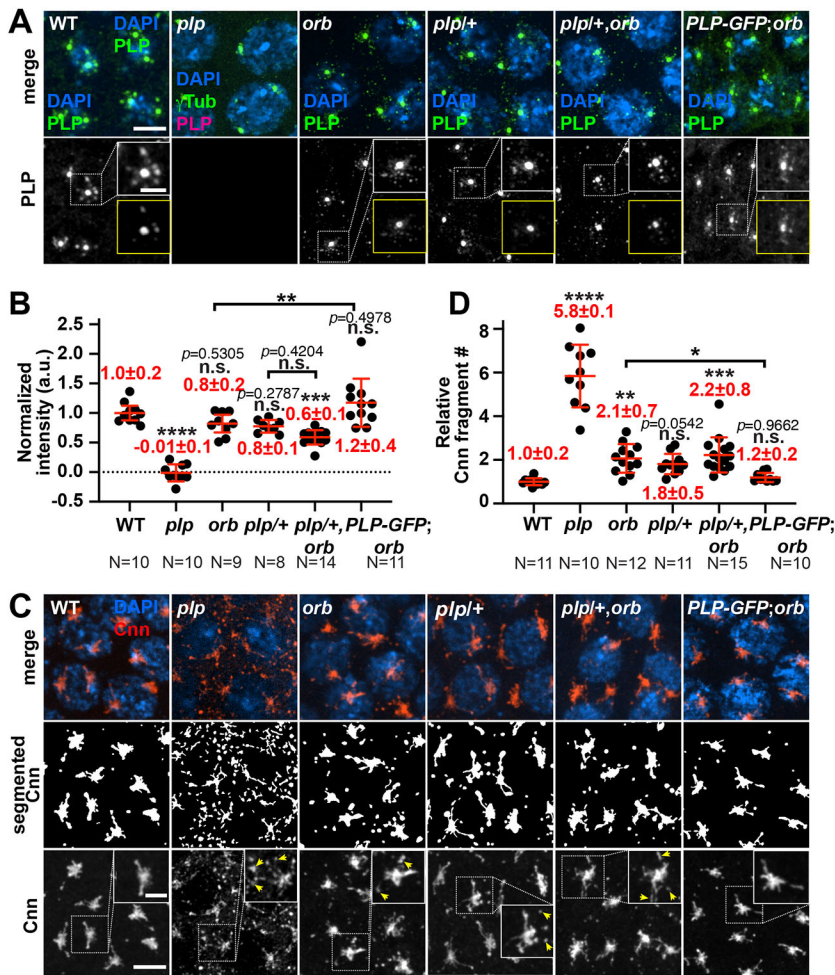 A
WT
DAPI
PLP
DAPI
PLP
plp
DAPI
γTub
PLP
orb
DAPI
PLP
plp/+
DAPI
PLP
plp/+,orb
DAPI
PLP
PLP-GFP;orb
DAPI
PLP
merge
PLP
B
Normalized
intensity (a.u.)
2.5
2.0
1.5
1.0
0.5
0.0
-0.5
**
p=0.4978
n.s.
p=0.5305
n.s.
0.8±0.2
p=0.4204
n.s.
p=0.2787
n.s.
***
0.6±0.1
1.0±0.2
****
-0.01±0.1
0.8±0.1
1.2±0.4
WT plp orb plp/+ plp/+, PLP-GFP;
orb orb
N=10 N=10 N=9 N=8 N=14 N=11
D
Relative
Cnn fragment #
8
6
4
2
0
****
5.8±0.1
*
***
2.2±0.8
**
2.1±0.7
p=0.0542
n.s.
p=0.9662
n.s.
1.2±0.2
1.0±0.2
1.8±0.5
WT plp orb plp/+ plp/+, PLP-GFP;
orb orb
N=11 N=10 N=12 N=11 N=15 N=10
C
WT
DAPI
Cnn
plp
orb
plp/+
plp/+,orb
PLP-GFP;orb
merge
segmented
Cnn
Cnn